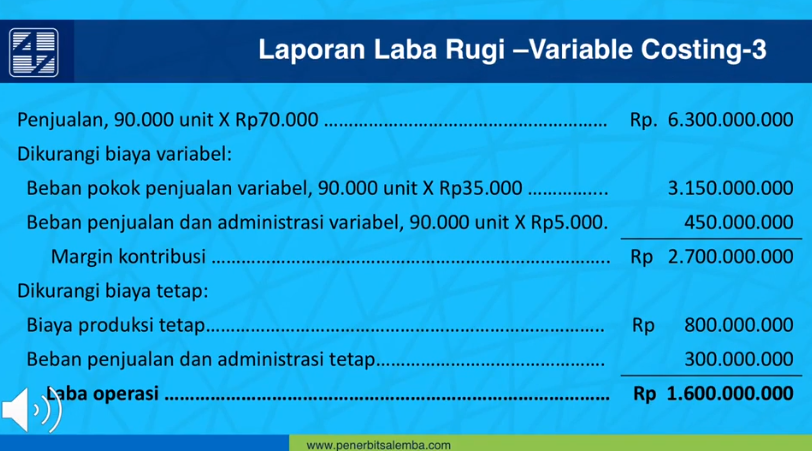 Laporan Laba Rugi –Variable Costing-3
Penjualan, 90.000 unit X Rp70.000 ........................................................ Rp. 6.300.000.000
Dikurangi biaya variabel:
Beban pokok penjualan variabel, 90.000 unit X Rp35.000 ................ 3.150.000.000
Beban penjualan dan administrasi variabel, 90.000 unit X Rp5.000. 450.000.000
Margin kontribusi ............................................................................... Rp 2.700.000.000
Dikurangi biaya tetap:
Biaya produksi tetap............................................................................... Rp 800.000.000
Beban penjualan dan administrasi tetap............................................. 300.000.000
Laba operasi ........................................................................................ Rp 1.600.000.000
www.penerbitsalemba.com